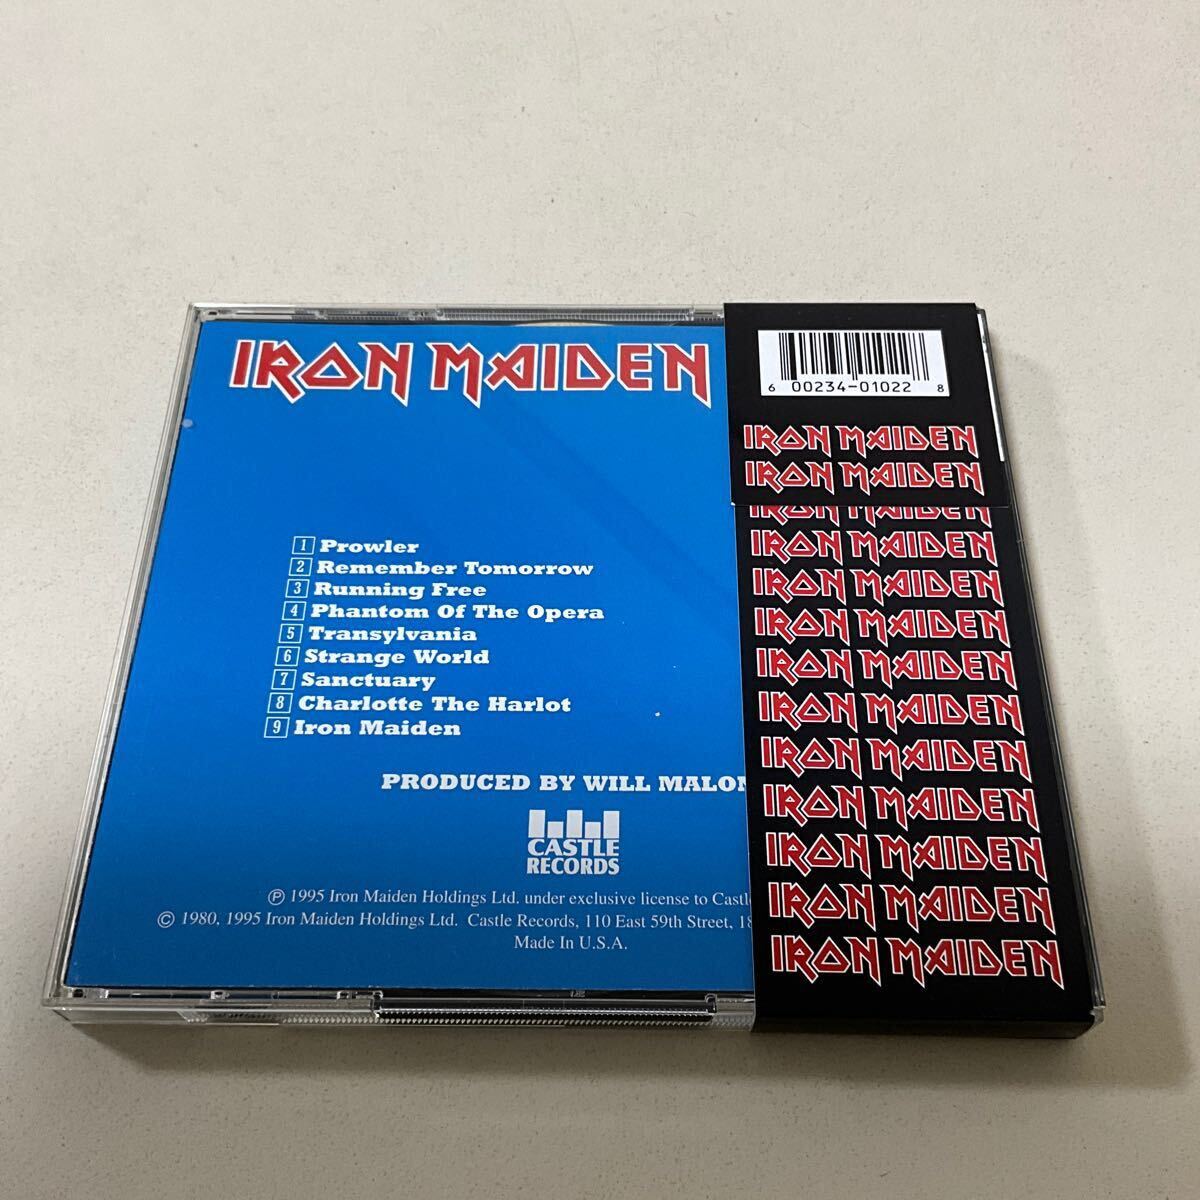 IRON MAIDEN
1 Prowler
2 Remember Tomorrow
3 Running Free
4 Phantom Of The Opera
5 Transylvania
6 Strange World
7 Sanctuary
8 Charlotte The Harlot
9 Iron Maiden
PRODUCED BY WILL MALON
CASTLE
RECORDS
℗ 1995 Iron Maiden Holdings Ltd. under exclusive license to Castl
© 1980, 1995 Iron Maiden Holdings Ltd. Castle Records, 110 East 59th Street, 18
Made In U.S.A.
6 00234-01022 8
IRON MAIDEN
IRON MAIDEN
IRON MAIDEN
IRON MAIDEN
IRON MAIDEN
IRON MAIDEN
IRON MAIDEN
IRON MAIDEN
IRON MAIDEN
IRON MAIDEN
IRON MAIDEN
IRON MAIDEN
IRON MAIDEN